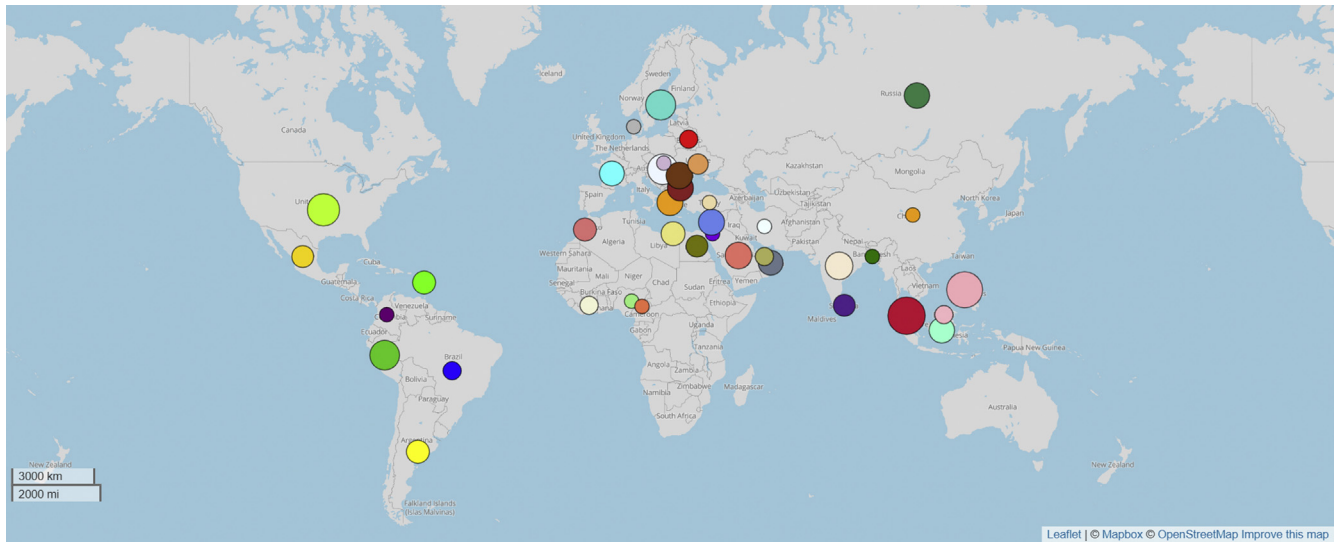 Iceland
Sweden
Finland
Norway
Russia
Canada
United Kingdom
Latvia
The Netherlands
Kazakhstan
Mongolia
Italy
Spain
Azerbaijan
Uzbekistan
North Korea
Tajikistan
Japan
Tunisia
Iraq
Afghanistan
Algeria
Libya
Kuwait
Pakistan
Nepal
Western Sahara
Cuba
Taiwan
Mauritania
Laos
Guatemala
Mali
Niger
Chad
Sudan
Eritrea
Yemen
Vietnam
Senegal
Burkina Faso
Costa Rica
Venezuela
Ethiopia
Cameroon
Suriname
Maldives
Ecuador
Gabon
Uganda
Tanzania
Papua New Guinea
Brazil
Bolivia
Angola
Zambia
Zimbabwe
Madagascar
Paraguay
Namibia
Australia
South Africa
Argentina
New Zealand
New Zealand
3000 km
2000 mi
Falkland Islands
(Islas Malvinas)
Leaflet | © Mapbox © OpenStreetMap Improve this map